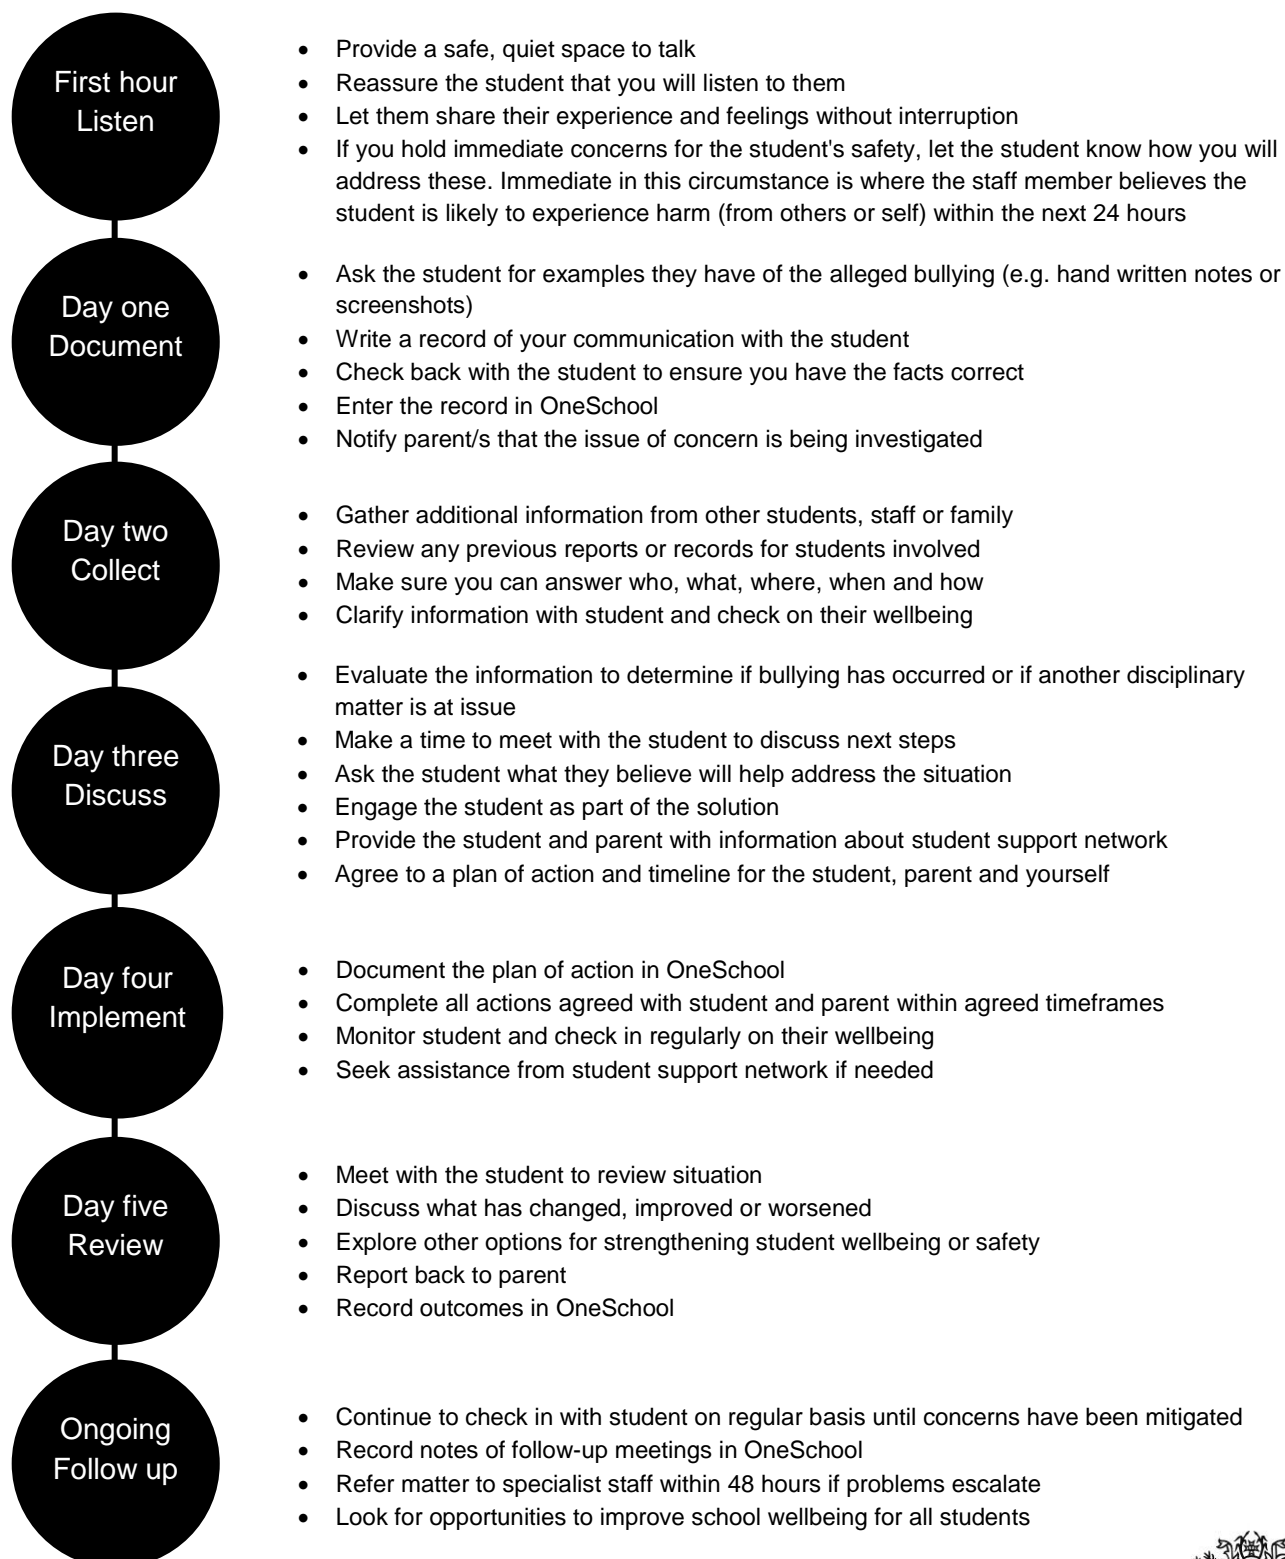 First hour
Listen
• Provide a safe, quiet space to talk
• Reassure the student that you will listen to them
• Let them share their experience and feelings without interruption
• If you hold immediate concerns for the student's safety, let the student know how you will
address these. Immediate in this circumstance is where the staff member believes the
student is likely to experience harm (from others or self) within the next 24 hours
Day one
Document
• Ask the student for examples they have of the alleged bullying (e.g. hand written notes or
screenshots)
• Write a record of your communication with the student
• Check back with the student to ensure you have the facts correct
• Enter the record in OneSchool
• Notify parent/s that the issue of concern is being investigated
Day two
Collect
• Gather additional information from other students, staff or family
• Review any previous reports or records for students involved
• Make sure you can answer who, what, where, when and how
• Clarify information with student and check on their wellbeing
Day three
Discuss
• Evaluate the information to determine if bullying has occurred or if another disciplinary
matter is at issue
• Make a time to meet with the student to discuss next steps
• Ask the student what they believe will help address the situation
• Engage the student as part of the solution
• Provide the student and parent with information about student support network
• Agree to a plan of action and timeline for the student, parent and yourself
Day four
Implement
• Document the plan of action in OneSchool
• Complete all actions agreed with student and parent within agreed timeframes
• Monitor student and check in regularly on their wellbeing
• Seek assistance from student support network if needed
Day five
Review
• Meet with the student to review situation
• Discuss what has changed, improved or worsened
• Explore other options for strengthening student wellbeing or safety
• Report back to parent
• Record outcomes in OneSchool
Ongoing
Follow up
• Continue to check in with student on regular basis until concerns have been mitigated
• Record notes of follow-up meetings in OneSchool
• Refer matter to specialist staff within 48 hours if problems escalate
• Look for opportunities to improve school wellbeing for all students